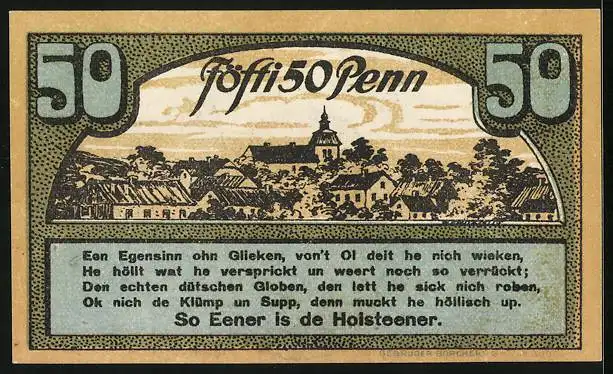 50 Föfti 50 Penn 50
Een Egensinn ohn Glieken, von't Ol deit he nich wieken,
He höllt wat he versprickt un weert noch so verrückt;
Den echten dütschen Globen, den lett he sick nich roben,
Ok nich de Klümp un Supp, denn muckt he höllisch up.
So Eener is de Holsteener.
GEBRÜDER BORCHERS